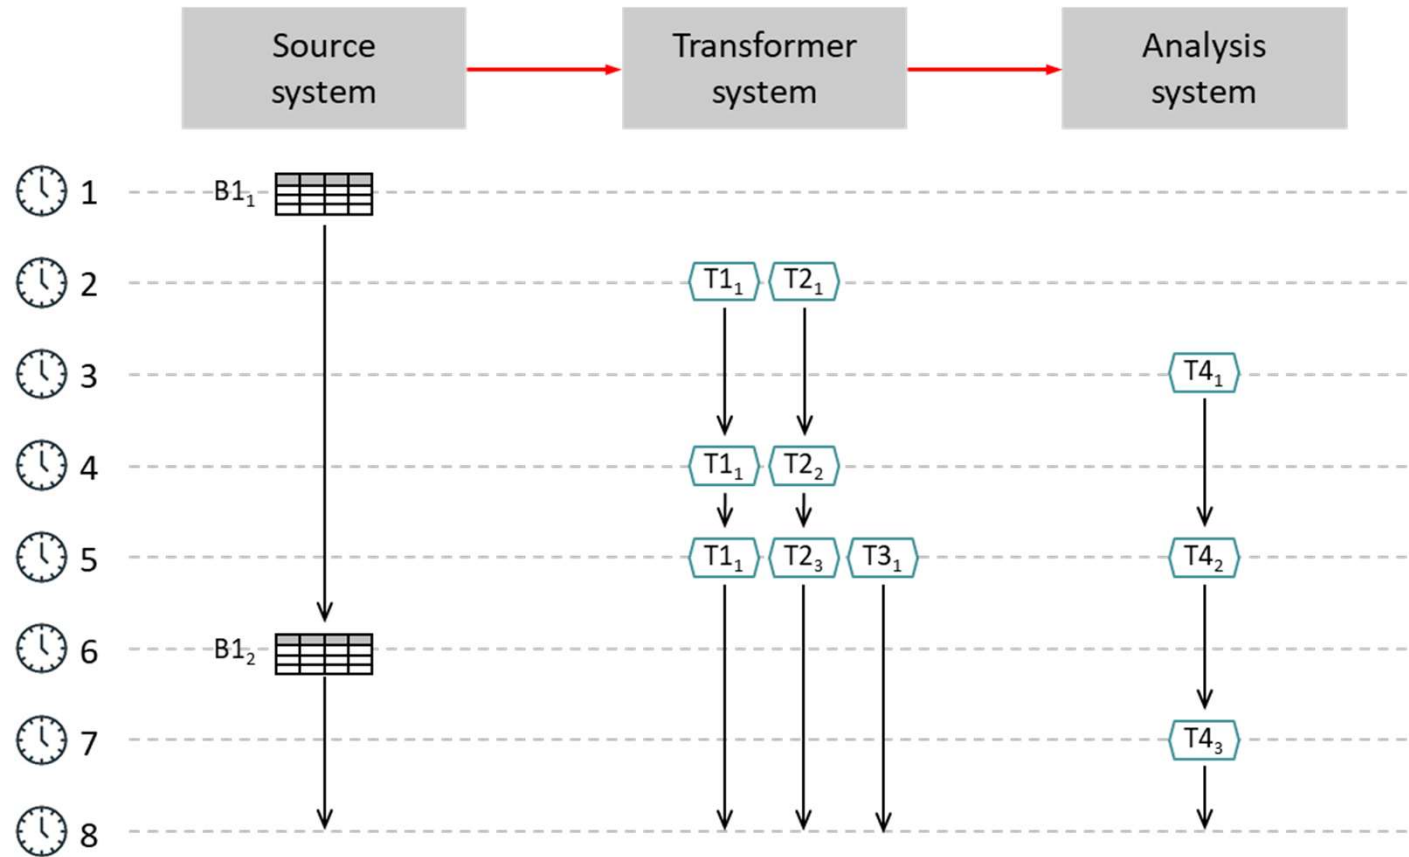 Source
system
Transformer
system
Analysis
system
1 B1₁
2 T1₁ T2₁
3 T4₁
4 T1₁ T2₂
5 T1₁ T2₃ T3₁ T4₂
6 B1₂
7 T4₃
8